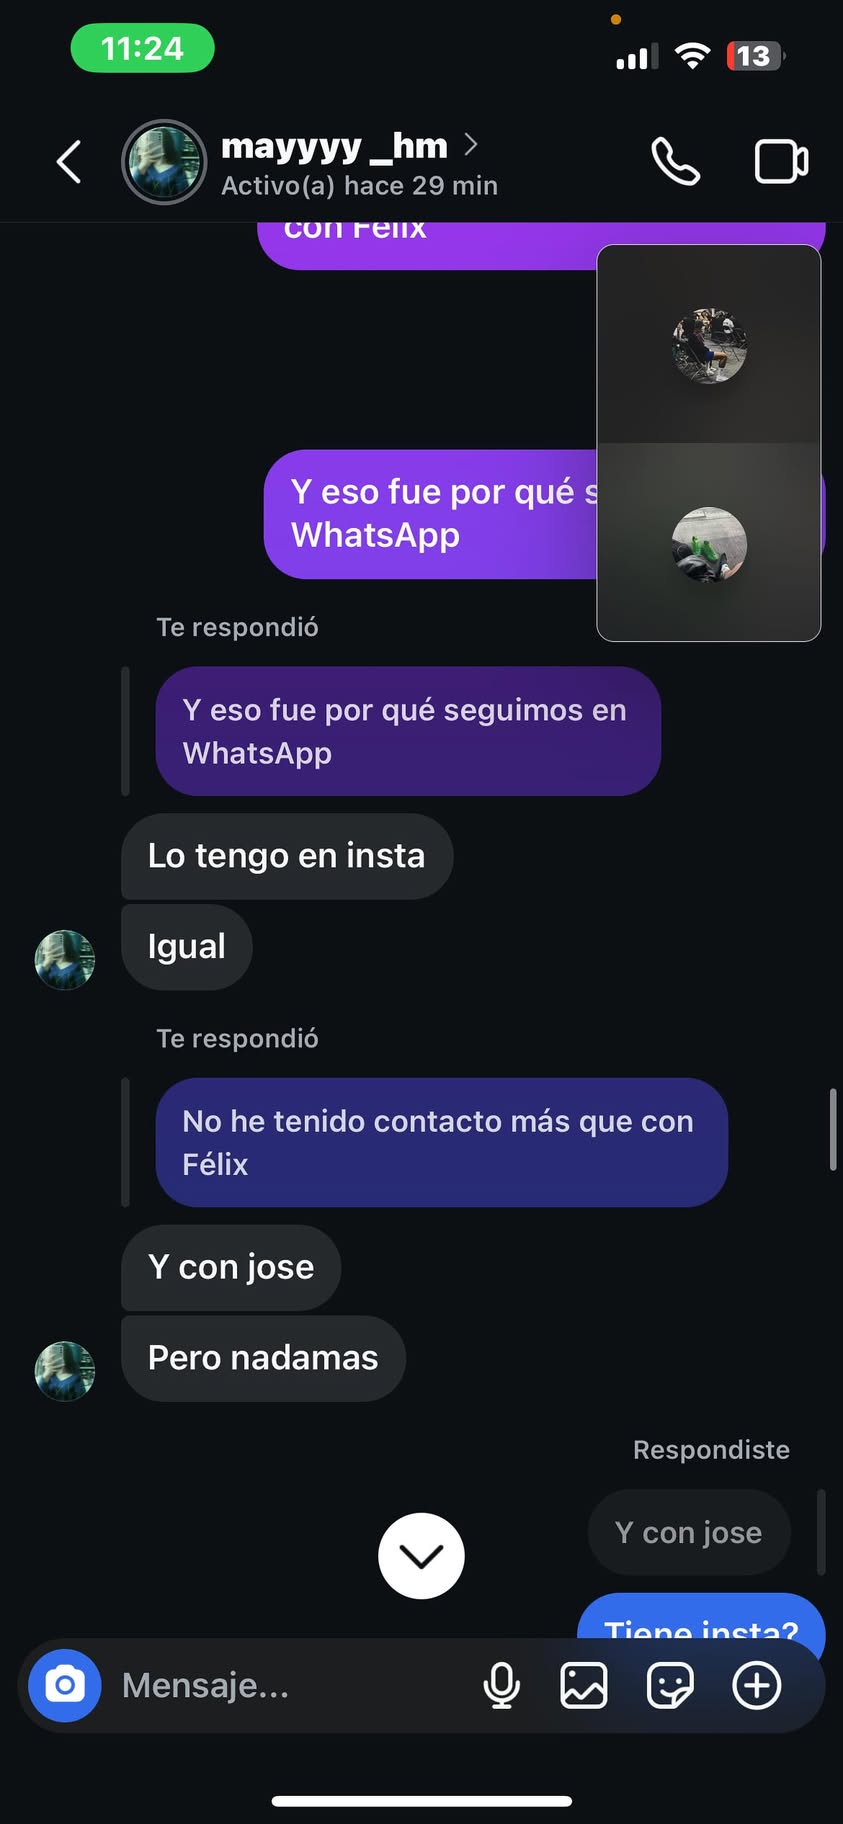 11:24
13
mayyyy _hm
Activo(a) hace 29 min
con Félix
Y eso fue por qué s
WhatsApp
Te respondió
Y eso fue por qué seguimos en
WhatsApp
Lo tengo en insta
Igual
Te respondió
No he tenido contacto más que con
Félix
Y con jose
Pero nadamas
Respondiste
Y con jose
Tiene insta?
Mensaje...